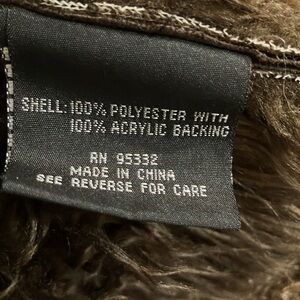 SHELL: 100% POLYESTER WITH
100% ACRYLIC BACKING
RN 95332
MADE IN CHINA
SEE REVERSE FOR CARE